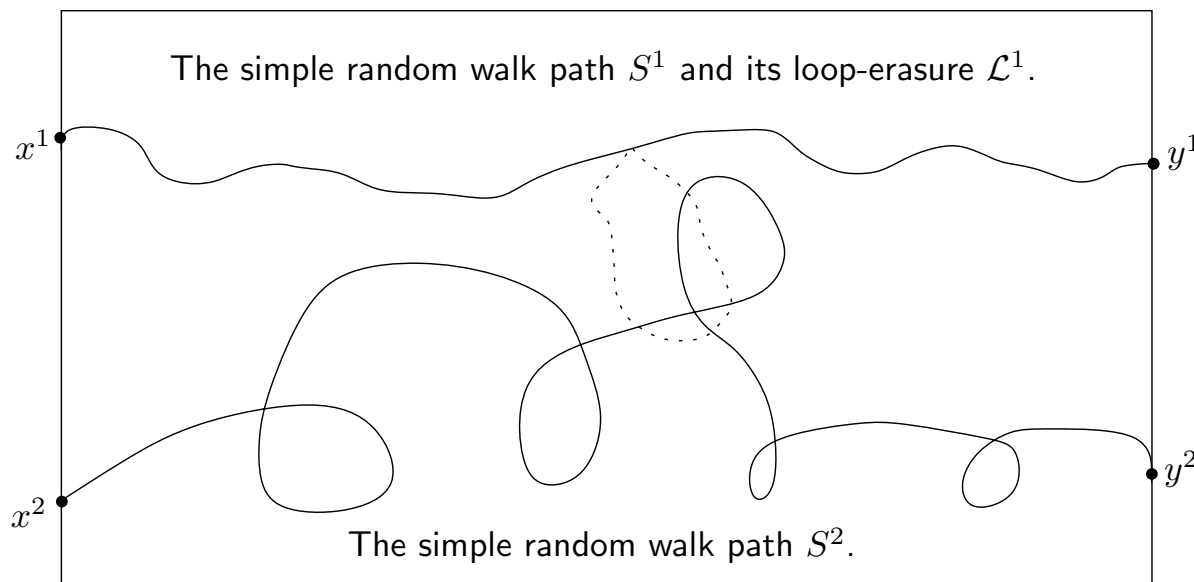 The simple random walk path $S^1$ and its loop-erasure $\mathcal{L}^1$.
$x^1$
$y^1$
$y^2$
$x^2$
The simple random walk path $S^2$.